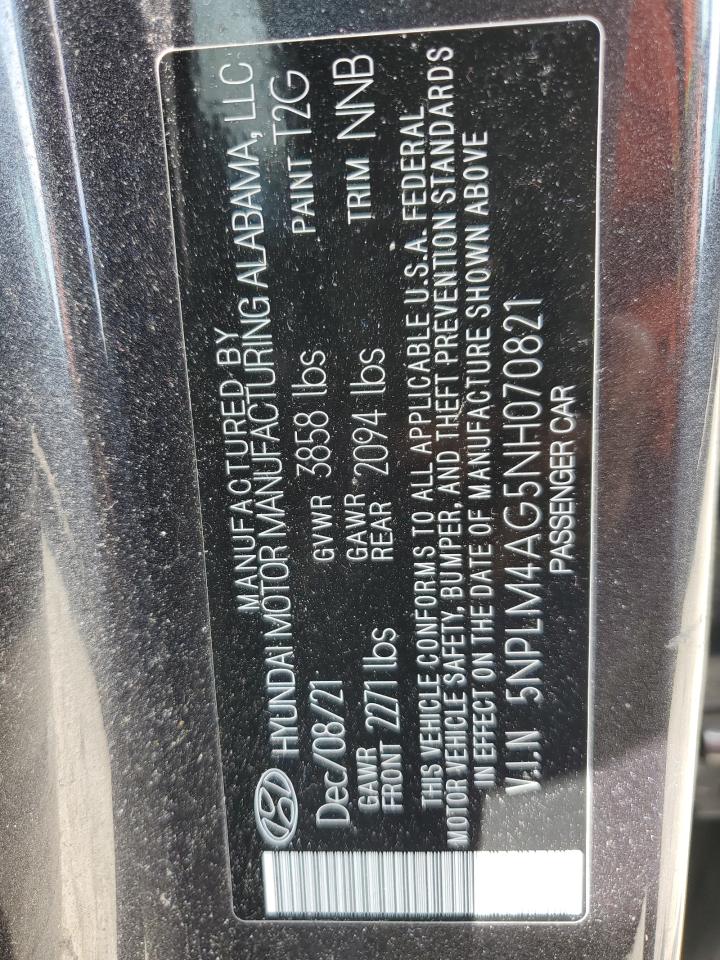 MANUFACTURED BY
HYUNDAI MOTOR MANUFACTURING ALABAMA, LLC
Dec/08/21 GVWR 3858 lbs PAINT T2G
GAWR FRONT 2271 lbs GAWR REAR 2094 lbs TRIM NNB
THIS VEHICLE CONFORMS TO ALL APPLICABLE U.S.A. FEDERAL
MOTOR VEHICLE SAFETY, BUMPER, AND THEFT PREVENTION STANDARDS
IN EFFECT ON THE DATE OF MANUFACTURE SHOWN ABOVE
V.I.N 5NPLM4AG5NH070821
PASSENGER CAR